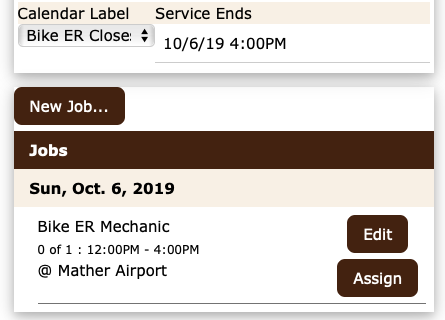 Calendar Label Service Ends
Bike ER Close 10/6/19 4:00PM
New Job...
Jobs
Sun, Oct. 6, 2019
Bike ER Mechanic
Edit
0 of 1 : 12:00PM - 4:00PM
@ Mather Airport
Assign